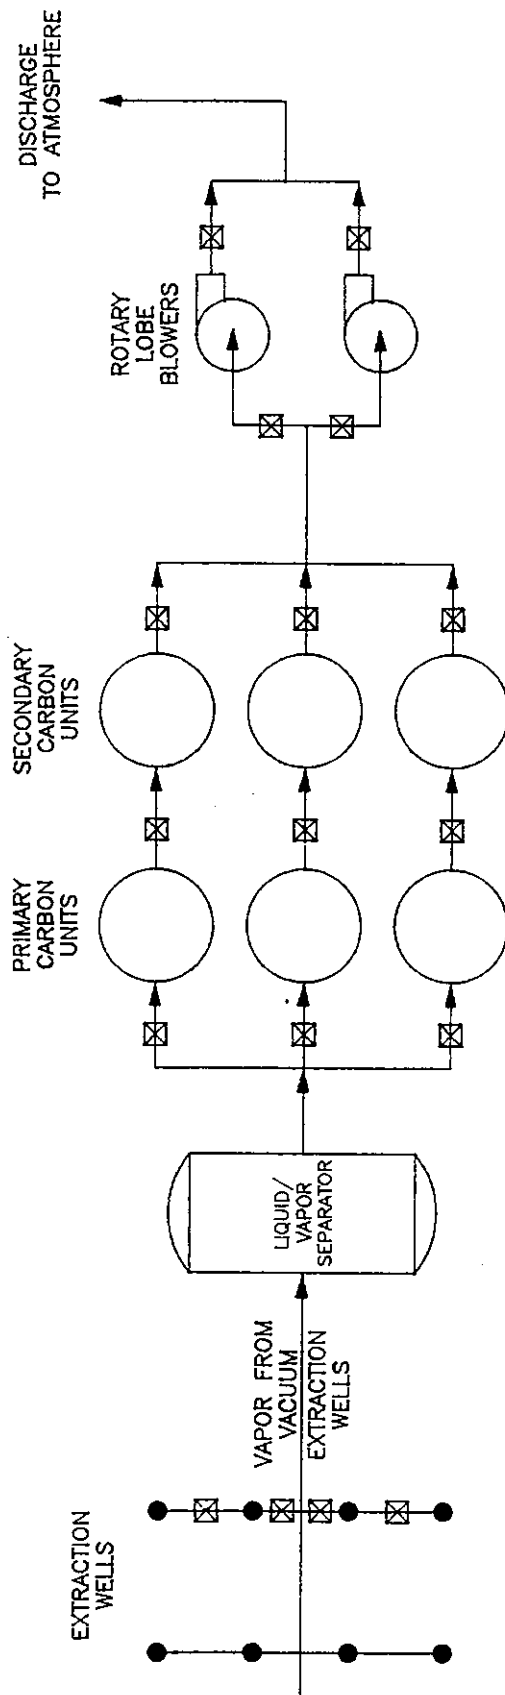 EXTRACTION
WELLS
VAPOR FROM
VACUUM
EXTRACTION
WELLS
LIQUID/
VAPOR
SEPARATOR
PRIMARY
CARBON
UNITS
SECONDARY
CARBON
UNITS
ROTARY
LOBE
BLOWERS
DISCHARGE
TO ATMOSPHERE